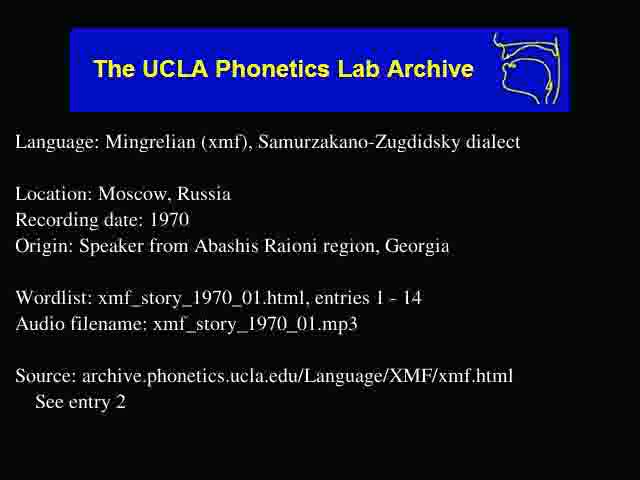 The UCLA Phonetics Lab Archive
Language: Mingrelian (xmf), Samurzakano-Zugdidsky dialect
Location: Moscow, Russia
Recording date: 1970
Origin: Speaker from Abashis Raioni region, Georgia
Wordlist: xmf_story_1970_01.html, entries 1 - 14
Audio filename: xmf_story_1970_01.mp3
Source: archive.phonetics.ucla.edu/Language/XMF/xmf.html
See entry 2